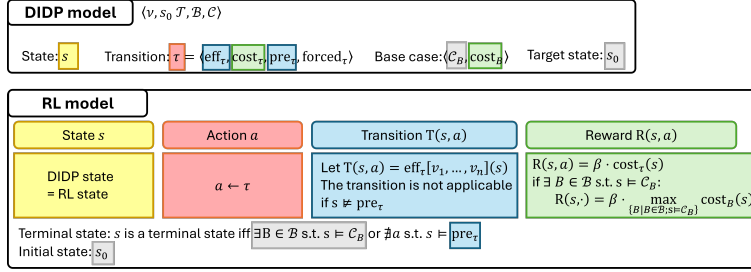 DIDP model ⟨𝜈, s₀ 𝒯, ℬ, 𝒞⟩
State: s Transition: τ = ⟨eff_τ, cost_τ, pre_τ, forced_τ⟩ Base case: ⟨𝒞_B, cost_B⟩ Target state: s₀
RL model
State s Action a Transition T(s, a) Reward R(s, a)
DIDP state
= RL state
a ← τ
Let T(s, a) = eff_τ[v₁, … , vₙ](s)
The transition is not applicable
if s ⊭ pre_τ
R(s, a) = β · cost_τ(s)
if ∃ B ∈ ℬ s.t. s ⊨ 𝒞_B:
R(s,·) = β · max_{B|B∈ℬ;s⊨𝒞_B} cost_B(s)
Terminal state: s is a terminal state iff ∃B ∈ ℬ s.t. s ⊨ 𝒞_B or ∄a s.t. s ⊨ pre_τ
Initial state: s₀